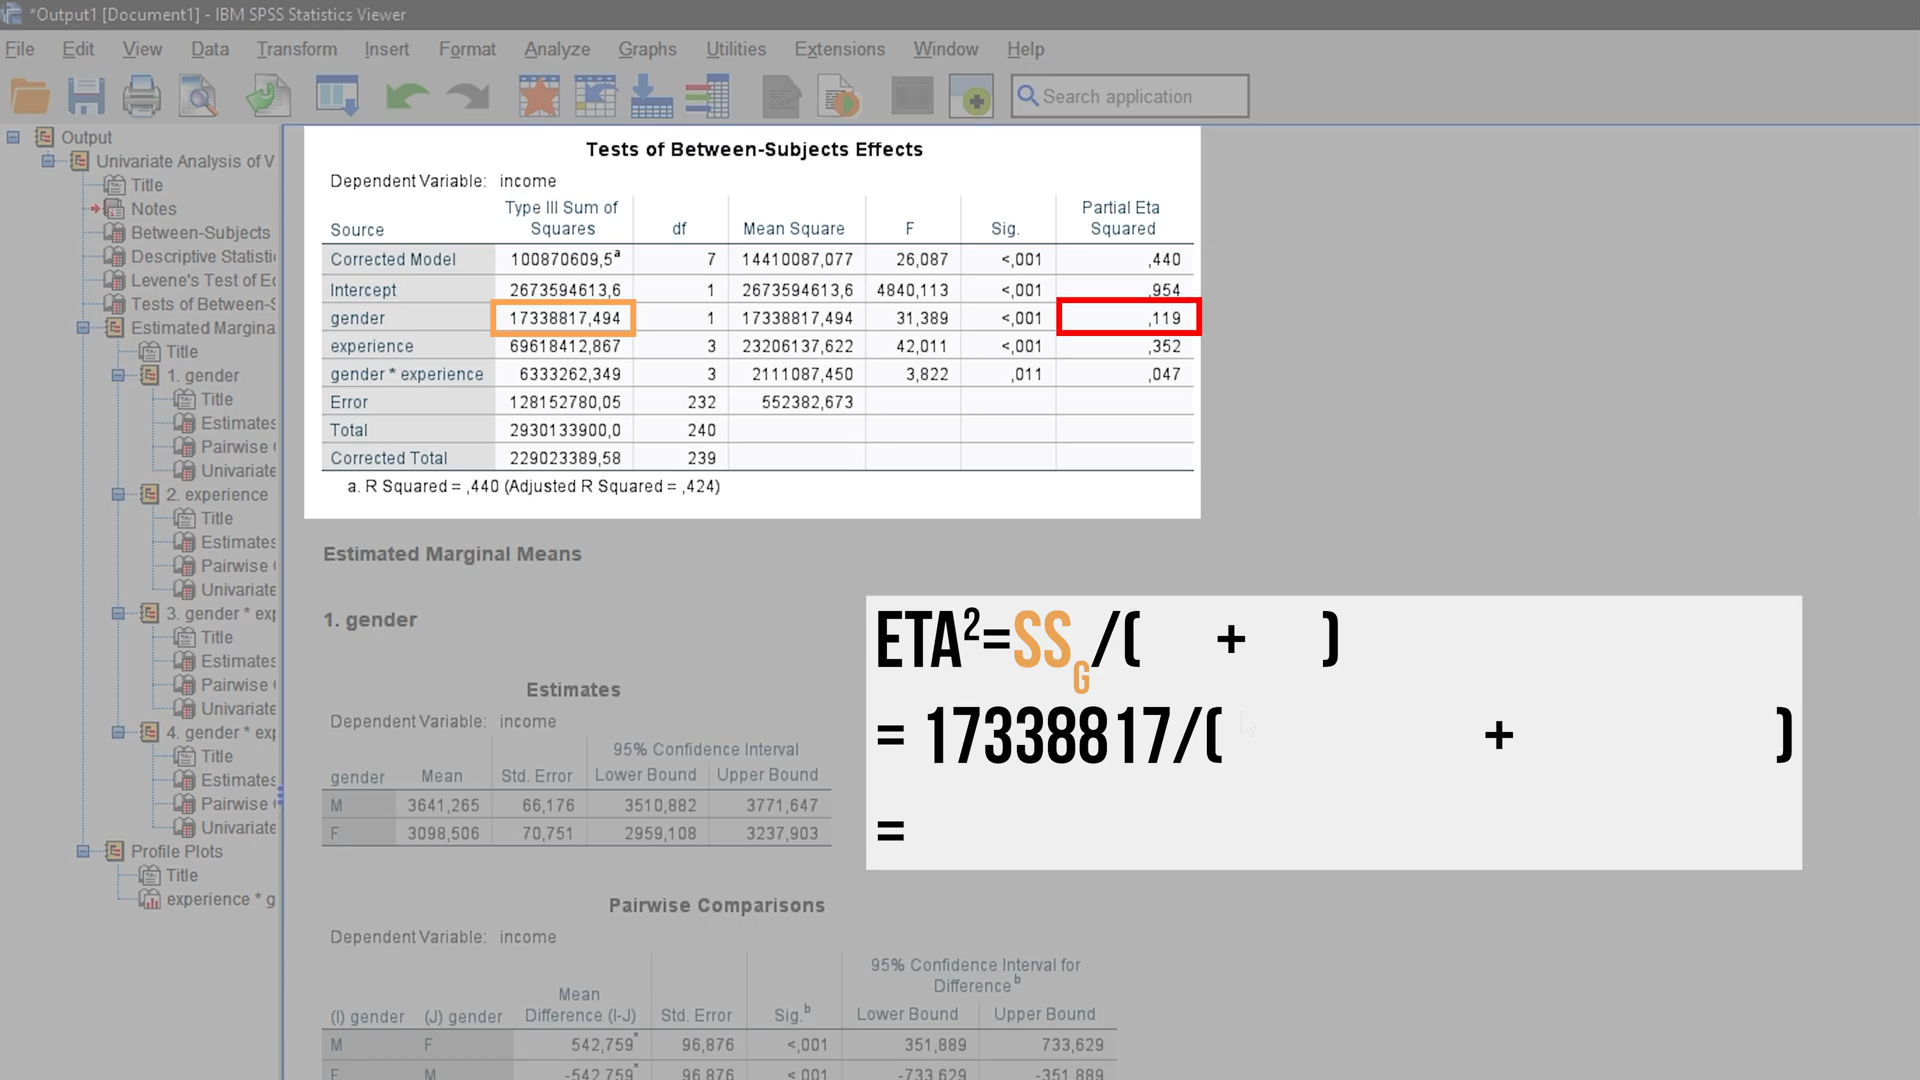 *Output1 [Document1] - IBM SPSS Statistics Viewer
File Edit View Data Transform Insert Format Analyze Graphs Utilities Extensions Window Help
Search application
Output
Univariate Analysis of V
Title
Notes
Between-Subjects
Descriptive Statisti
Levene's Test of Ec
Tests of Between-S
Estimated Margina
Title
1. gender
Title
Estimates
Pairwise
Univariate
2. experience
Title
Estimates
Pairwise
Univariate
3. gender * exp
Title
Estimates
Pairwise
Univariate
4. gender * exp
Title
Estimates
Pairwise
Univariate
Profile Plots
Title
experience * g
Tests of Between-Subjects Effects
Dependent Variable: income
Source Type III Sum of Squares df Mean Square F Sig. Partial Eta Squared
Corrected Model 100870609,5a 7 14410087,077 26,087 <,001 ,440
Intercept 2673594613,6 1 2673594613,6 4840,113 <,001 ,954
gender 17338817,494 1 17338817,494 31,389 <,001 ,119
experience 69618412,867 3 23206137,622 42,011 <,001 ,352
gender * experience 6333262,349 3 2111087,450 3,822 ,011 ,047
Error 128152780,05 232 552382,673
Total 2930133900,0 240
Corrected Total 229023389,58 239
a. R Squared = ,440 (Adjusted R Squared = ,424)
Estimated Marginal Means
1. gender
Estimates
Dependent Variable: income
95% Confidence Interval
gender Mean Std. Error Lower Bound Upper Bound
M 3641,265 66,176 3510,882 3771,647
F 3098,506 70,751 2959,108 3237,903
ETA²=SSG/( + )
= 17338817/( + )
=
Pairwise Comparisons
Dependent Variable: income
95% Confidence Interval for Differenceb
(I) gender (J) gender Mean Difference (I-J) Std. Error Sig.b Lower Bound Upper Bound
M F 542,759* 96,876 <,001 351,889 733,629
F M -542,759* 96,876 <,001 -733,629 -351,889